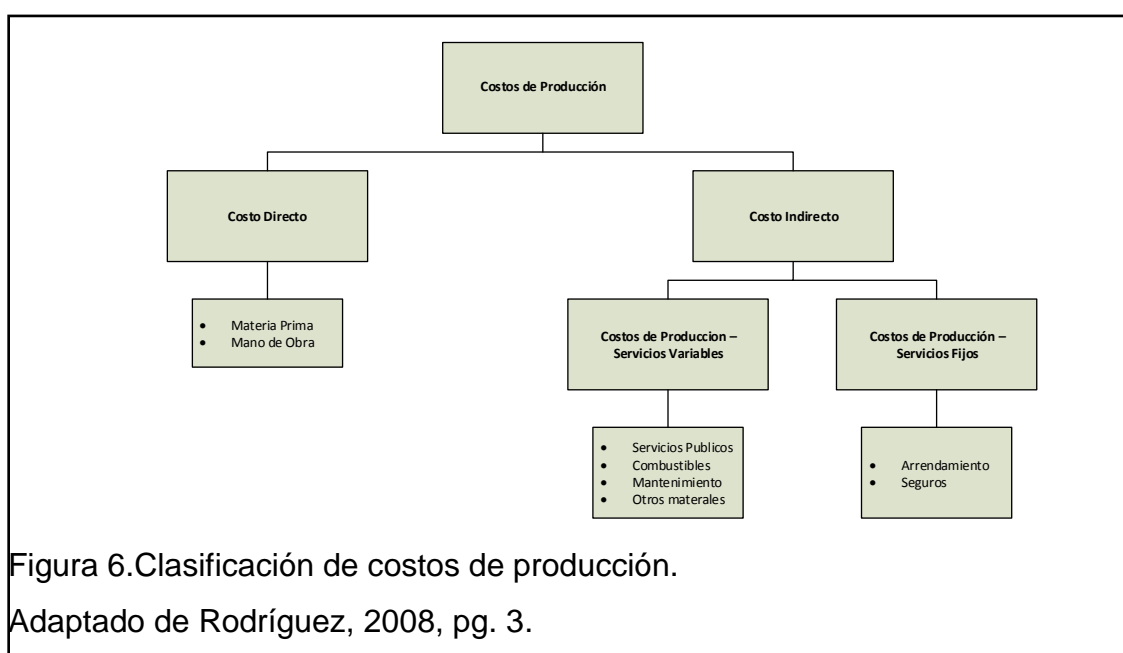 Costos de Producción
Costo Directo
Costo Indirecto
• Materia Prima
• Mano de Obra
Costos de Produccion –
Servicios Variables
Costos de Producción –
Servicios Fijos
• Servicios Publicos
• Combustibles
• Mantenimiento
• Otros materales
• Arrendamiento
• Seguros
Figura 6.Clasificación de costos de producción.
Adaptado de Rodríguez, 2008, pg. 3.